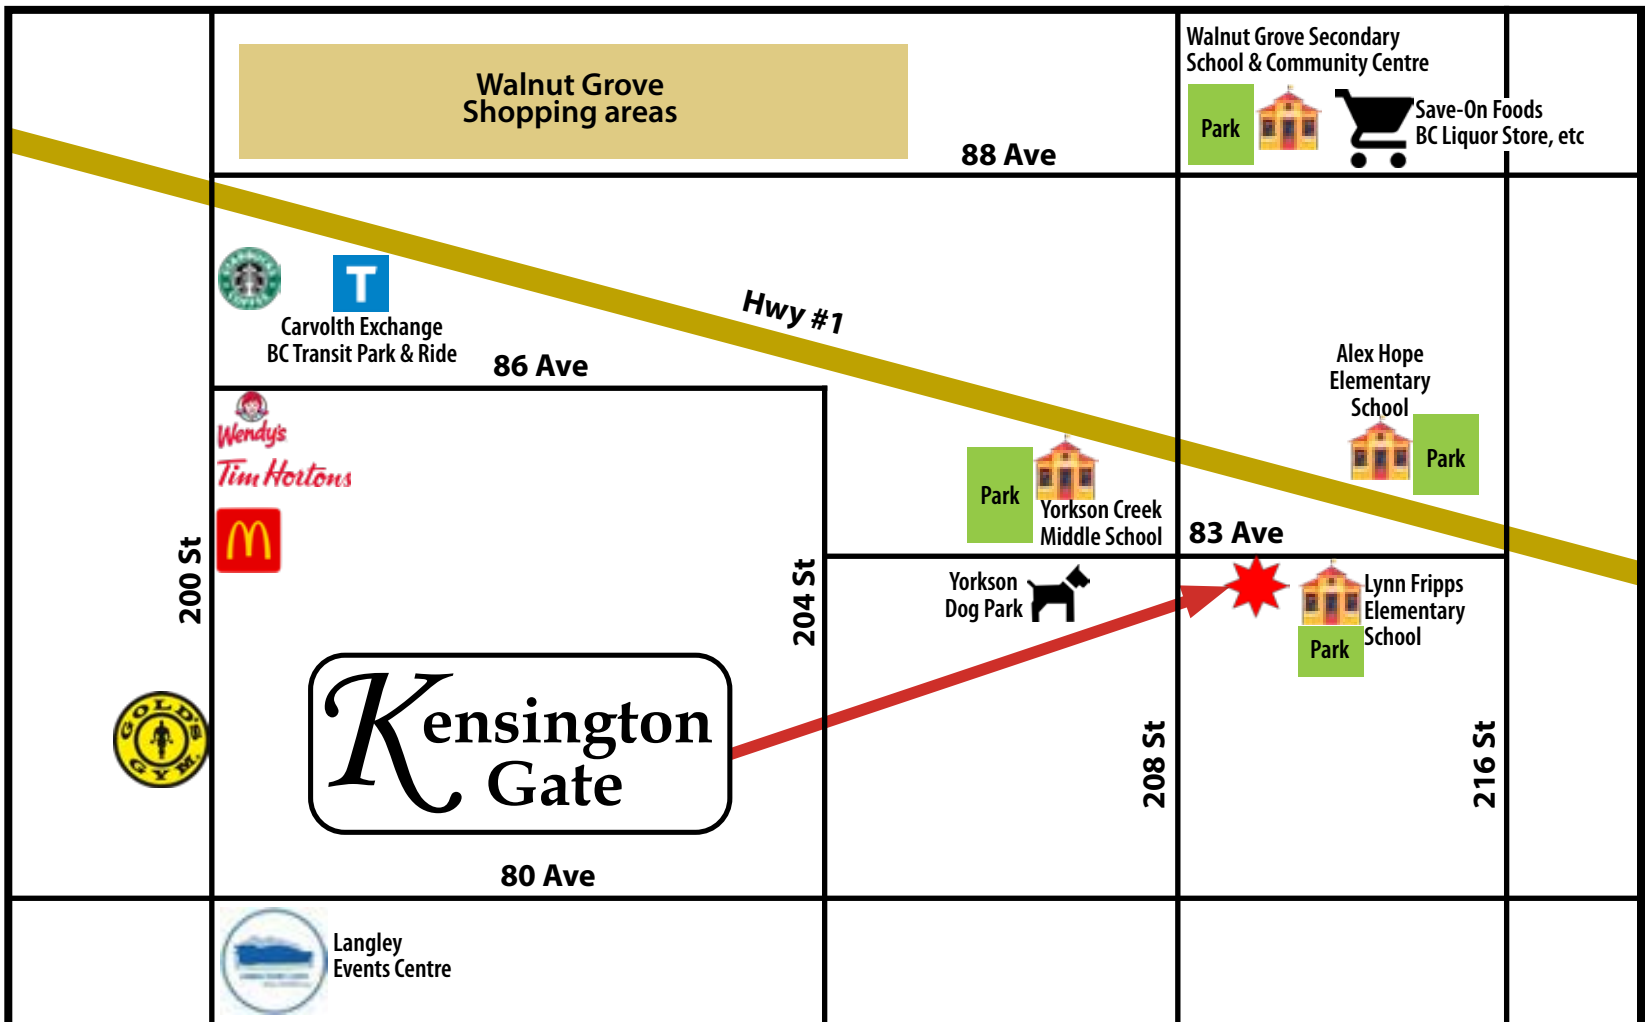 Walnut Grove
Shopping areas
Walnut Grove Secondary
School & Community Centre
Park
Save-On Foods
BC Liquor Store, etc
88 Ave
STARBUCKS
COFFEE
T
Carvolth Exchange
BC Transit Park & Ride
Hwy #1
86 Ave
Alex Hope
Elementary
School
Park
Wendy's
Tim Hortons
Park
Yorkson Creek
Middle School
83 Ave
200 St
204 St
Yorkson
Dog Park
Lynn Fripps
Elementary
School
Park
GOLD'S
GYM
Kensington
Gate
208 St
216 St
80 Ave
Langley
Events Centre